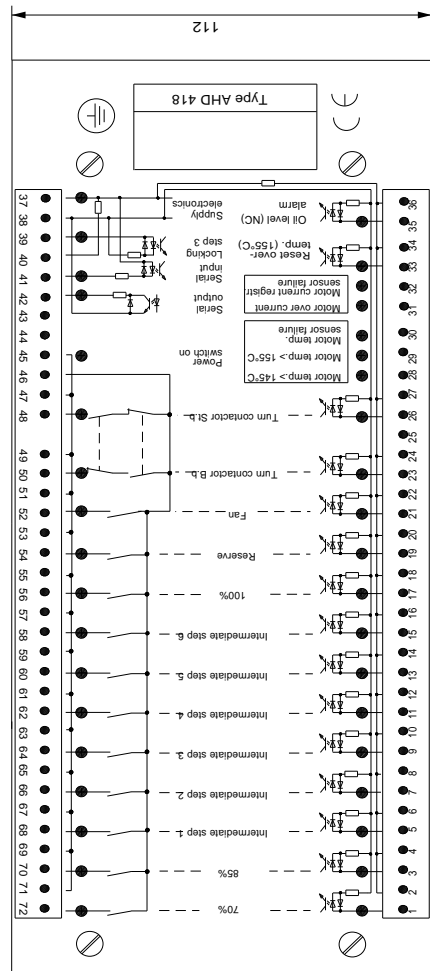 112
Type AHD 418
CE
37
38
39
40
41
42
43
44
45
46
47
48
49
50
51
52
53
54
55
56
57
58
59
60
61
62
63
64
65
66
67
68
69
70
71
72
Supply
electronics
Locking
step 3
Serial
input
Serial
output
Power
switch on
Oil level (NC)
alarm
Reset over-
temp. (155°C)
Motor current registr.
sensor failure
Motor over current
Motor temp.
sensor failure
Motor temp.> 155°C
Motor temp.> 145°C
Turn contactor St.b
Turn contactor B.b
Fan
Reserve
100%
Intermediate step 6
Intermediate step 5
Intermediate step 4
Intermediate step 3
Intermediate step 2
Intermediate step 1
85%
70%
36
35
34
33
32
31
30
29
28
27
26
25
24
23
22
21
20
19
18
17
16
15
14
13
12
11
10
9
8
7
6
5
4
3
2
1